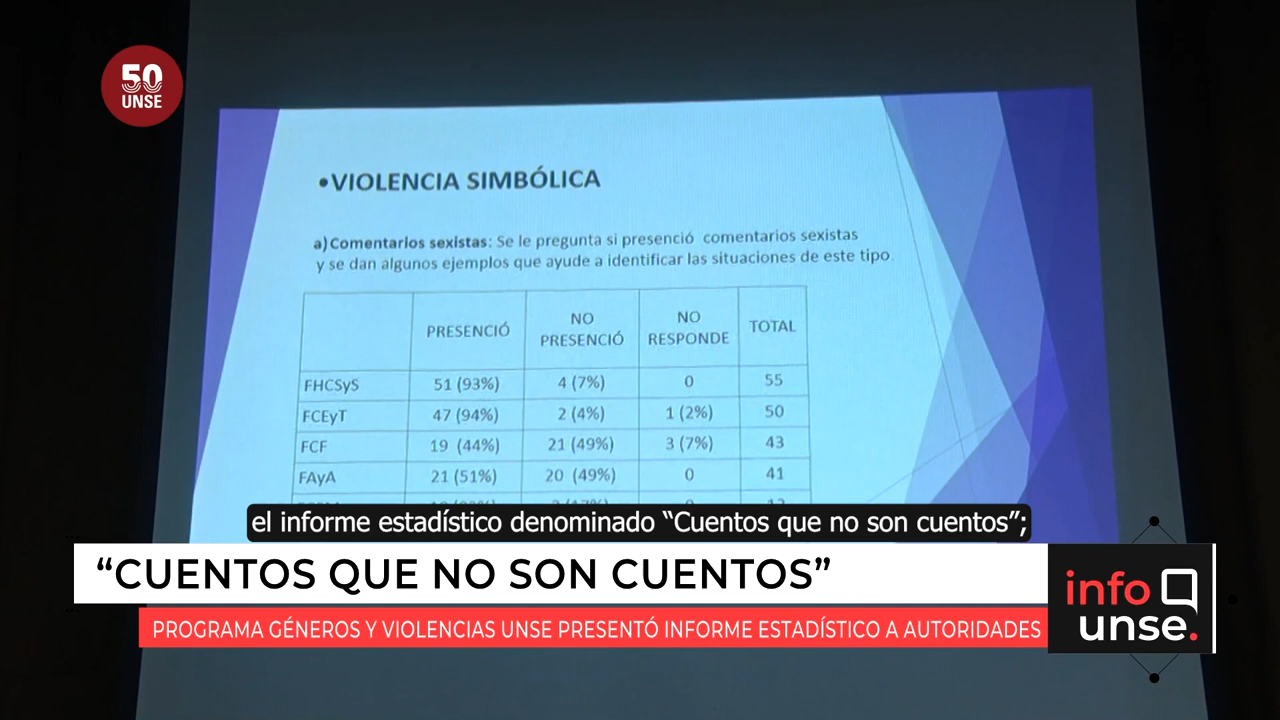 50
UNSE
•VIOLENCIA SIMBÓLICA
a) Comentarios sexistas: Se le pregunta si presenció comentarios sexistas
y se dan algunos ejemplos que ayude a identificar las situaciones de este tipo.
PRESENCIÓ NO PRESENCIÓ NO RESPONDE TOTAL
FHCSyS 51 (93%) 4 (7%) 0 55
FCEyT 47 (94%) 2 (4%) 1 (2%) 50
FCF 19 (44%) 21 (49%) 3 (7%) 43
FAyA 21 (51%) 20 (49%) 0 41
el informe estadístico denominado “Cuentos que no son cuentos”;
“CUENTOS QUE NO SON CUENTOS”
PROGRAMA GÉNEROS Y VIOLENCIAS UNSE PRESENTÓ INFORME ESTADÍSTICO A AUTORIDADES
info
unse.